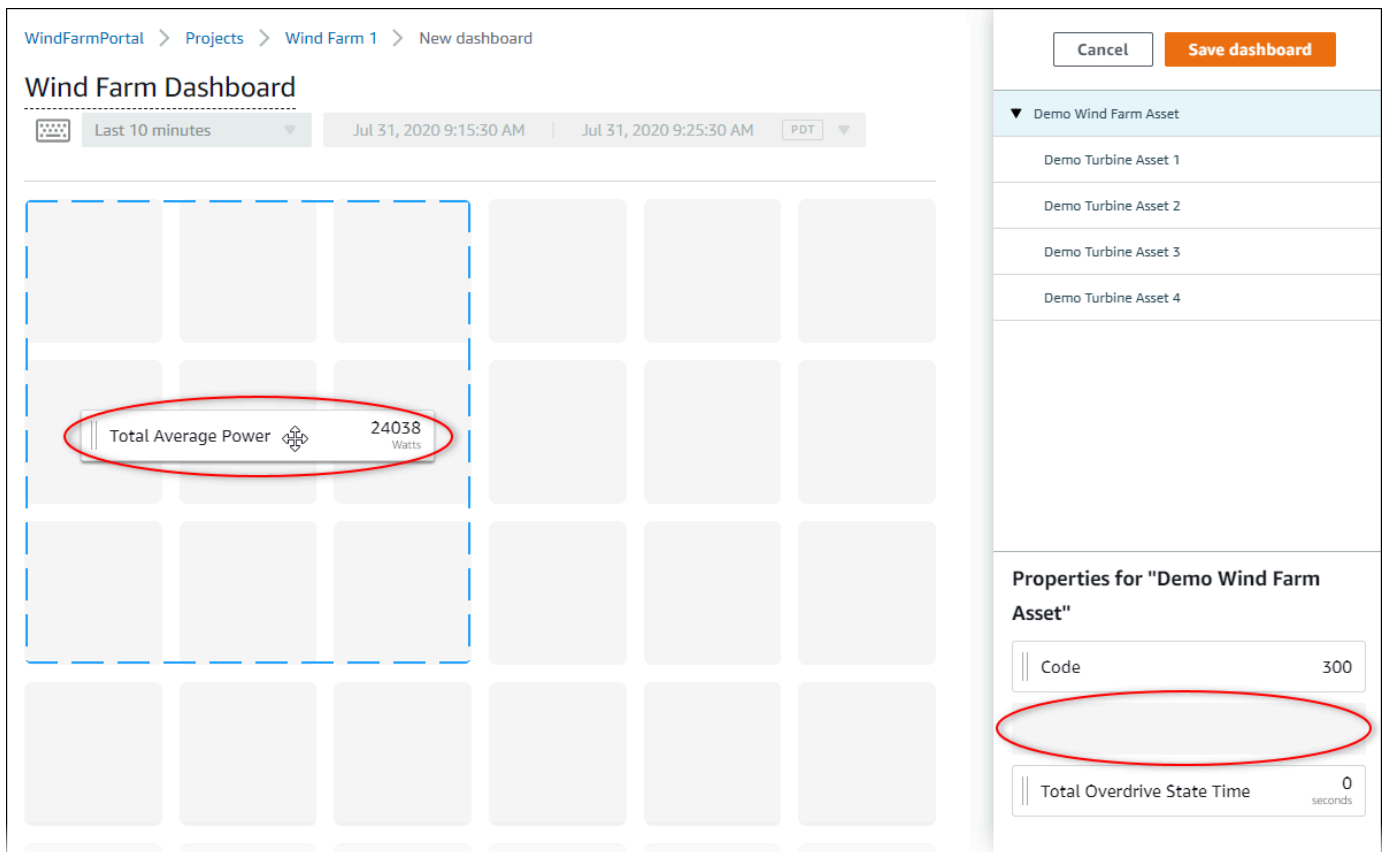 WindFarmPortal > Projects > Wind Farm 1 > New dashboard
Wind Farm Dashboard
Last 10 minutes Jul 31, 2020 9:15:30 AM Jul 31, 2020 9:25:30 AM PDT
Total Average Power 24038
Watts
Cancel Save dashboard
Demo Wind Farm Asset
Demo Turbine Asset 1
Demo Turbine Asset 2
Demo Turbine Asset 3
Demo Turbine Asset 4
Properties for "Demo Wind Farm
Asset"
Code 300
Total Overdrive State Time 0
seconds